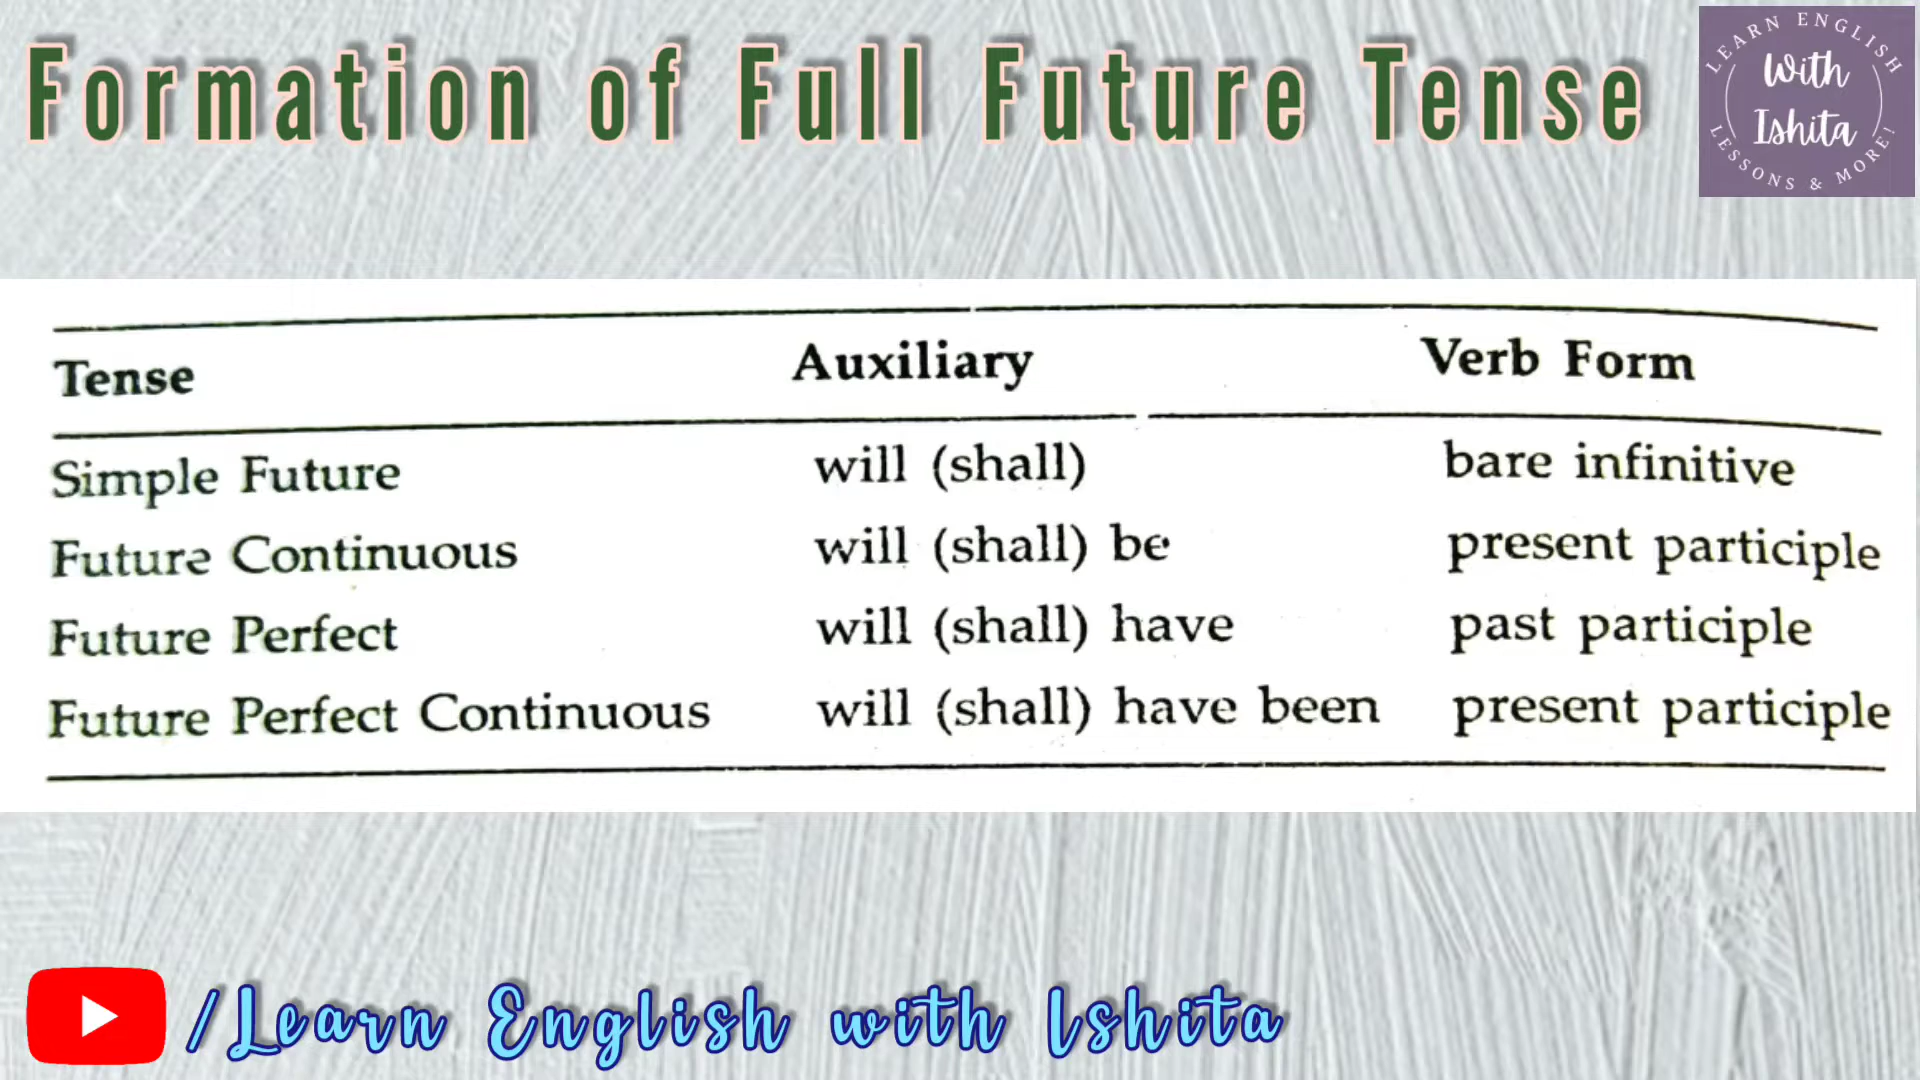 Formation of Full Future Tense
LEARN ENGLISH
With
Ishita
LESSONS & MORE!
Tense Auxiliary Verb Form
Simple Future will (shall) bare infinitive
Future Continuous will (shall) be present participle
Future Perfect will (shall) have past participle
Future Perfect Continuous will (shall) have been present participle
/Learn English with Ishita